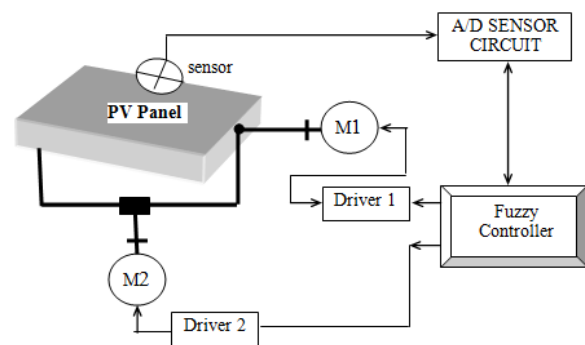 A/D SENSOR
CIRCUIT
sensor
PV Panel
M1
Driver 1
Fuzzy
Controller
M2
Driver 2